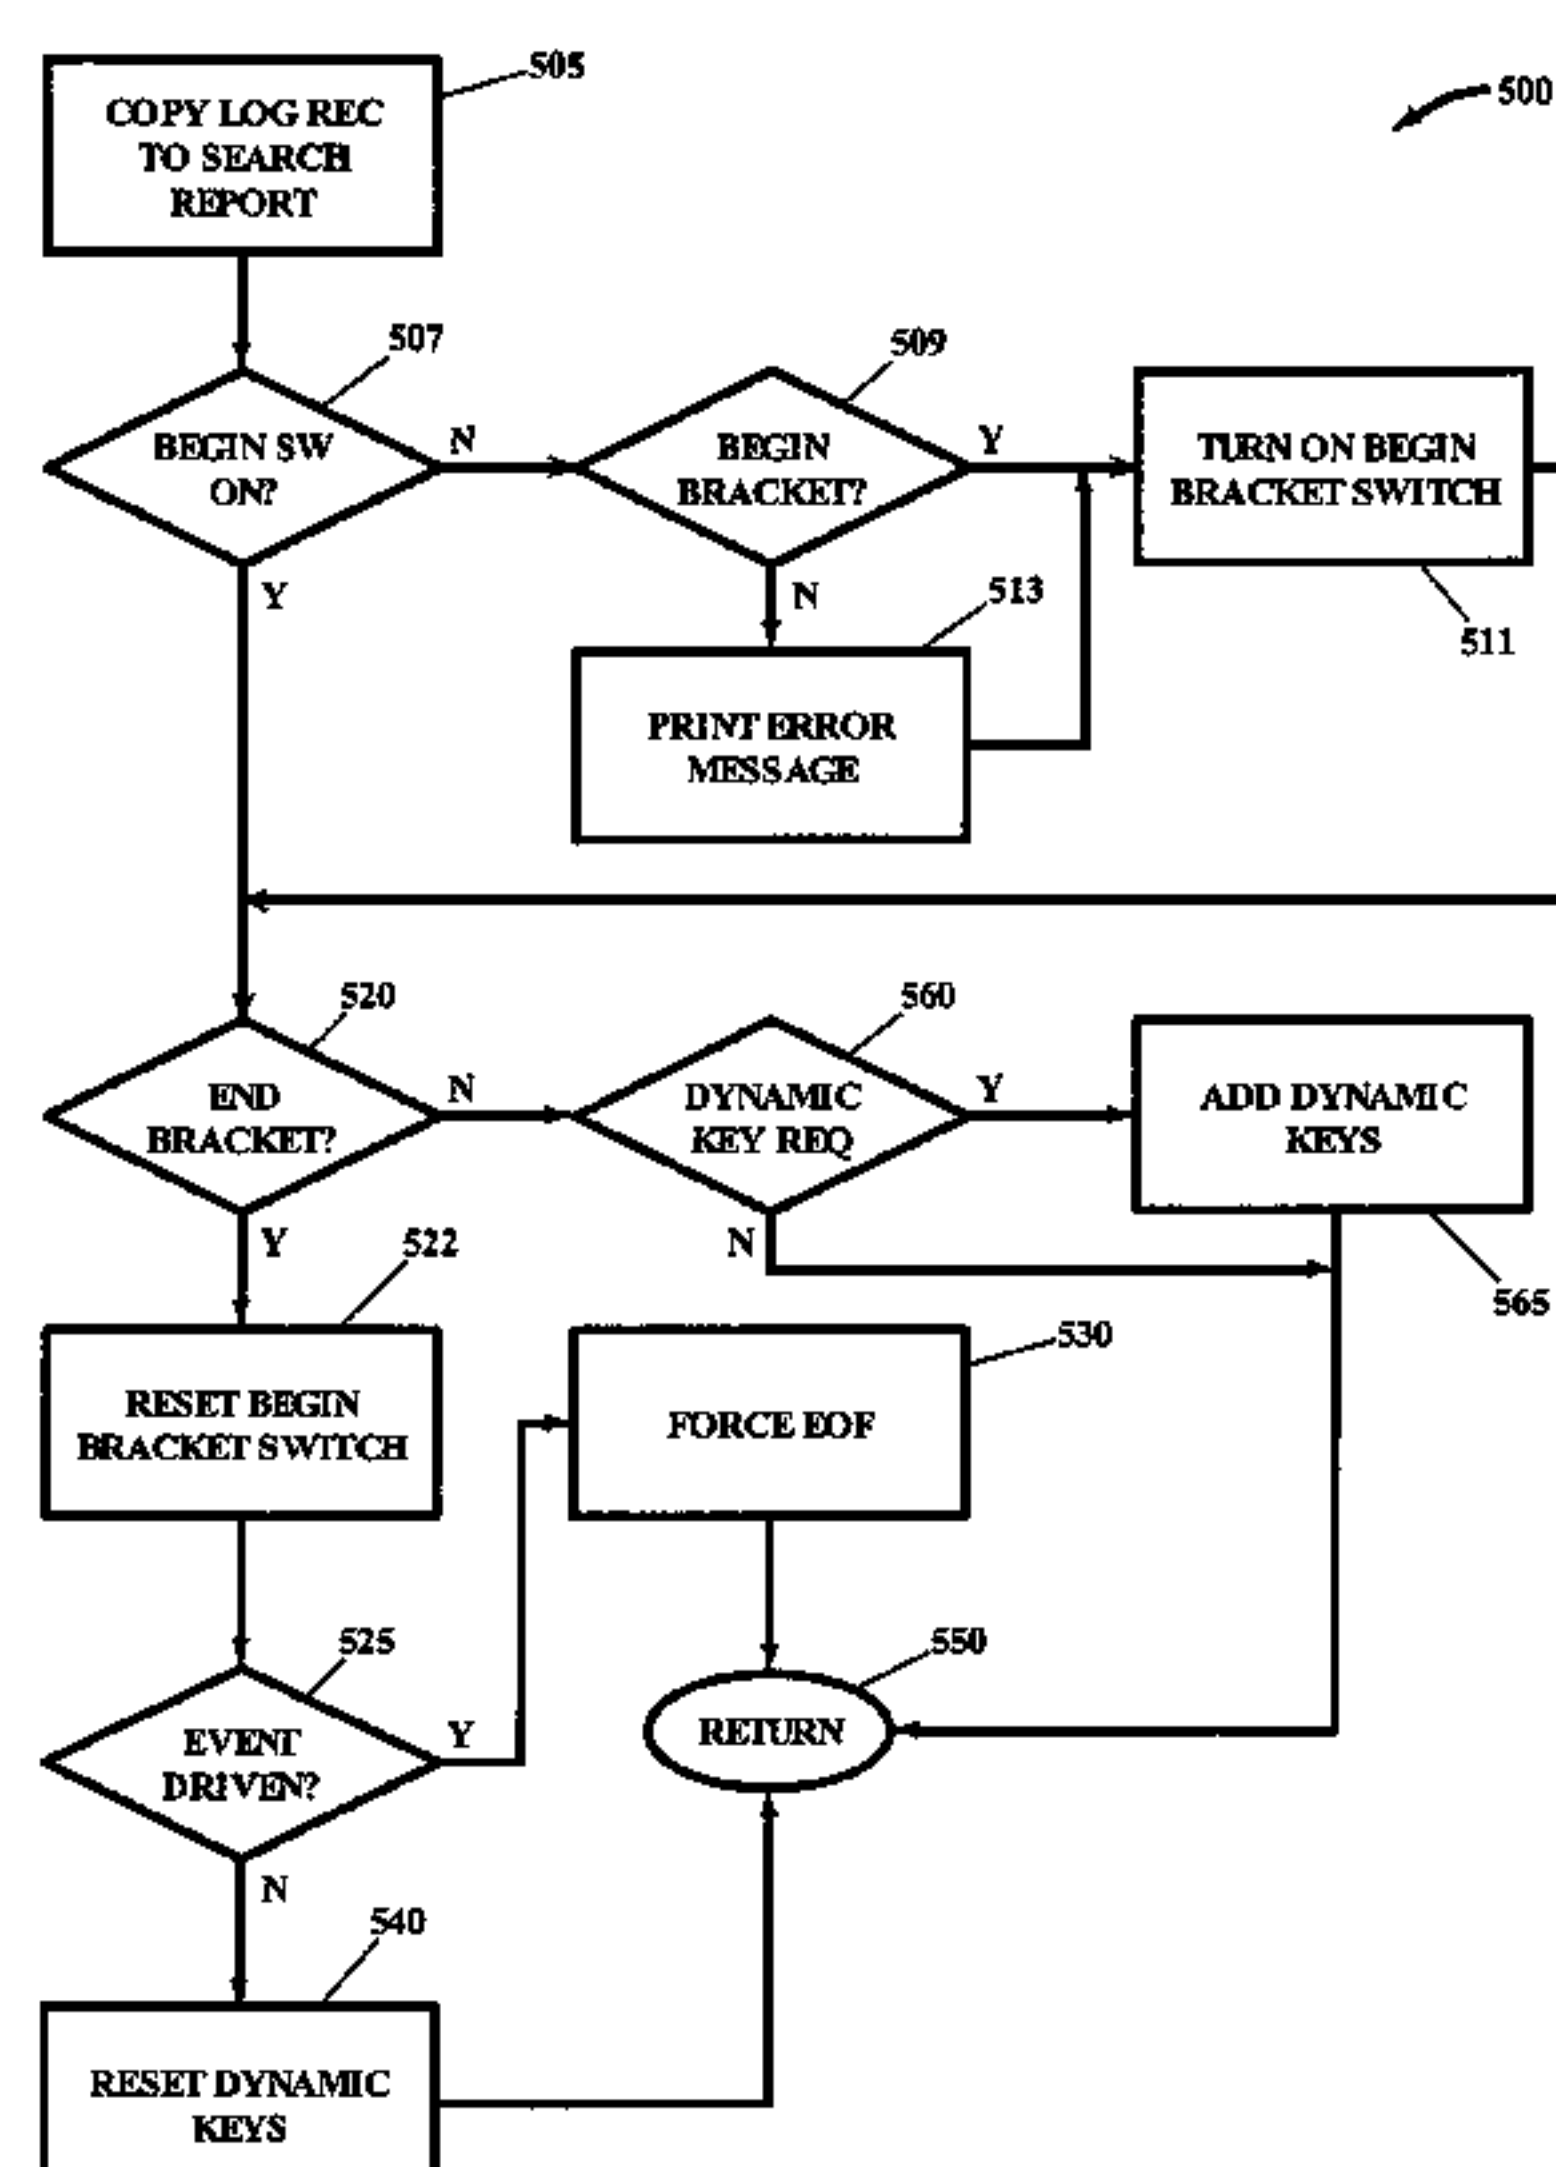 505
500
COPY LOG REC
TO SEARCH
REPORT
507
509
BEGIN SW
ON?
N
BEGIN
BRACKET?
Y
TURN ON BEGIN
BRACKET SWITCH
Y
N
513
511
PRINT ERROR
MESSAGE
520
560
END
BRACKET?
N
DYNAMIC
KEY REQ
Y
ADD DYNAMIC
KEYS
Y
522
N
565
530
RESET BEGIN
BRACKET SWITCH
FORCE EOF
525
550
EVENT
DRIVEN?
Y
RETURN
N
540
RESET DYNAMIC
KEYS